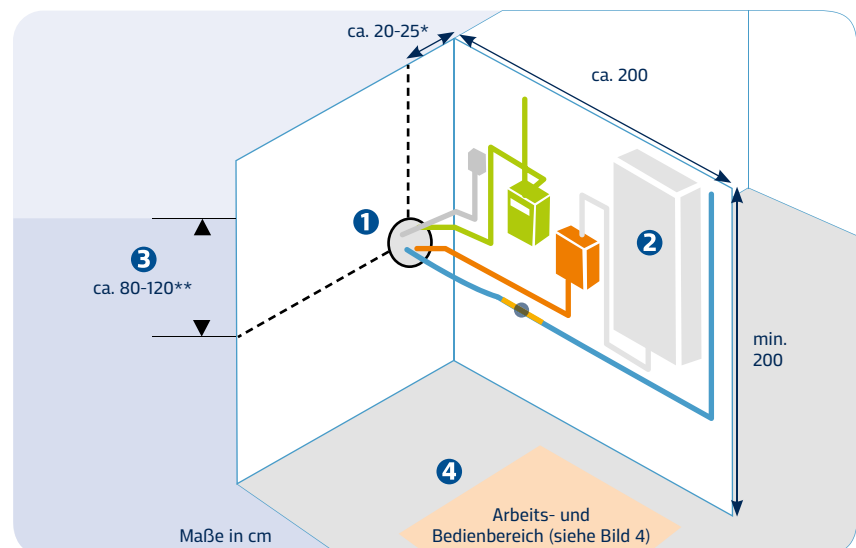 ca. 20-25*
ca. 200
1
2
3
ca. 80-120**
min.
200
4
Arbeits- und
Bedienbereich (siehe Bild 4)
Maße in cm